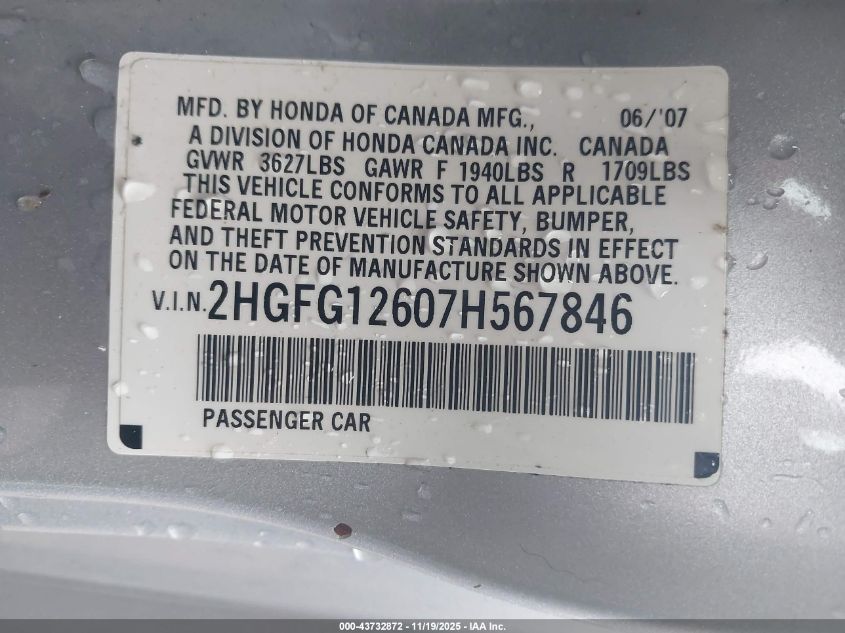 MFD. BY HONDA OF CANADA MFG., 06/'07
A DIVISION OF HONDA CANADA INC. CANADA
GVWR 3627LBS GAWR F 1940LBS R 1709LBS
THIS VEHICLE CONFORMS TO ALL APPLICABLE
FEDERAL MOTOR VEHICLE SAFETY, BUMPER,
AND THEFT PREVENTION STANDARDS IN EFFECT
ON THE DATE OF MANUFACTURE SHOWN ABOVE.
V.I.N. 2HGFG12607H567846
PASSENGER CAR
000-43732872 - 11/19/2025 - IAA Inc.